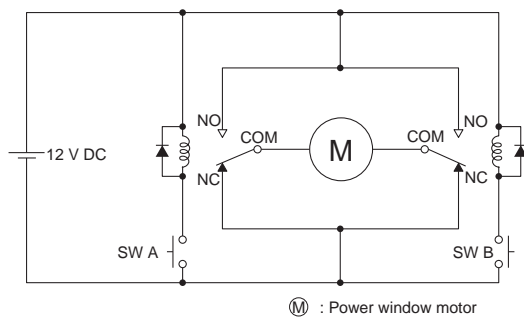 NO
NO
COM
COM
M
12 V DC
NC
NC
SW A
SW B
M : Power window motor